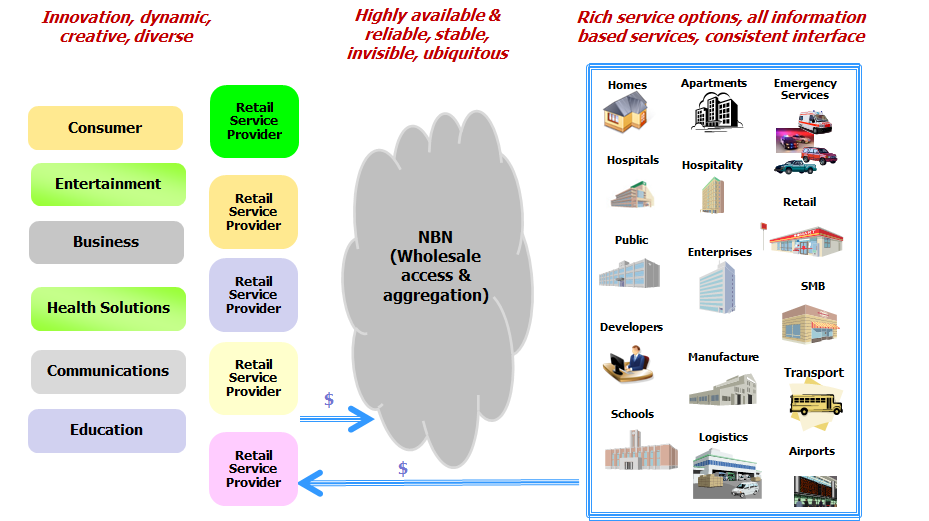 Innovation, dynamic,
creative, diverse
Highly available &
reliable, stable,
invisible, ubiquitous
Rich service options, all information
based services, consistent interface
Consumer
Entertainment
Business
Health Solutions
Communications
Education
Retail
Service
Provider
Retail
Service
Provider
Retail
Service
Provider
Retail
Service
Provider
Retail
Service
Provider
$
$
NBN
(Wholesale
access &
aggregation)
Homes
Apartments
Emergency
Services
Hospitals
Hospitality
Retail
Public
Enterprises
SMB
Developers
Manufacture
Transport
Schools
Logistics
Airports